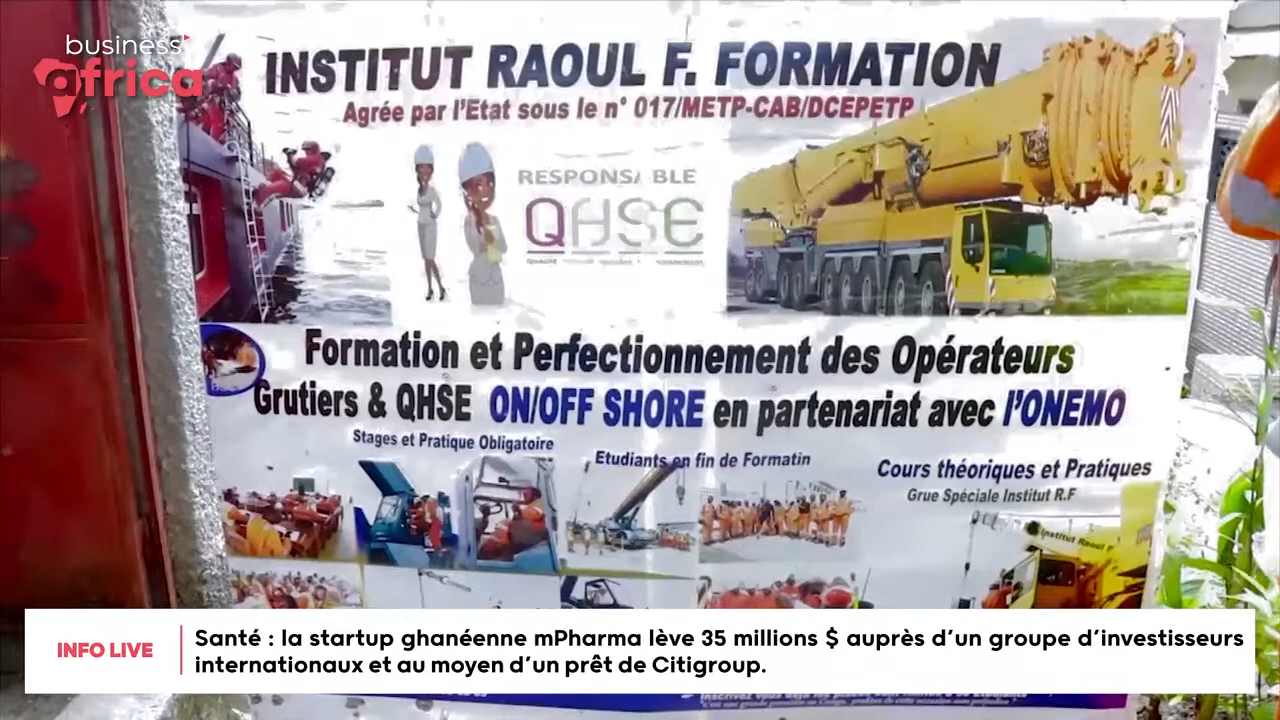 business
africa
INSTITUT RAOUL F. FORMATION
Agrée par l'Etat sous le n° 017/METP-CAB/DCEPETP
RESPONSABLE
QHSE
Formation et Perfectionnement des Opérateurs
Grutiers & QHSE ON/OFF SHORE en partenariat avec l'ONEMO
Stages et Pratique Obligatoire
Etudiants en fin de Formatin
Cours théoriques et Pratiques
Grue Spéciale Institut R.F
Institut Raoul
INFO LIVE
Santé : la startup ghanéenne mPharma lève 35 millions $ auprès d'un groupe d'investisseurs
internationaux et au moyen d'un prêt de Citigroup.